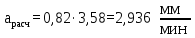 a_расч = 0,82· 3,58 = 2,936 мм/мин